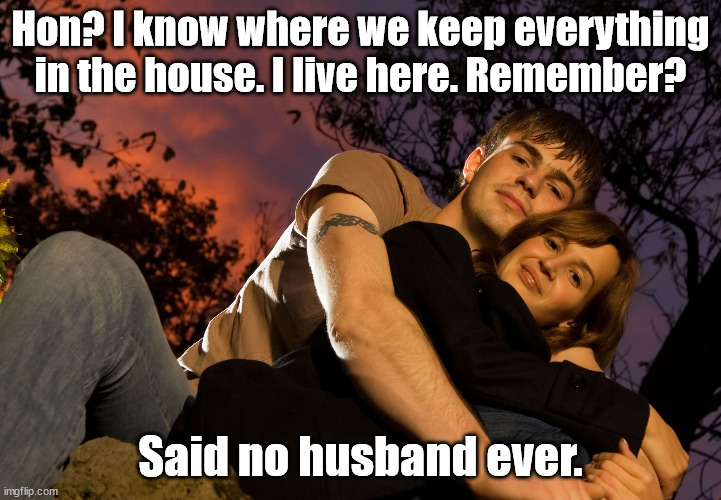 Hon? I know where we keep everything
in the house. I live here. Remember?
Said no husband ever.
imgflip.com